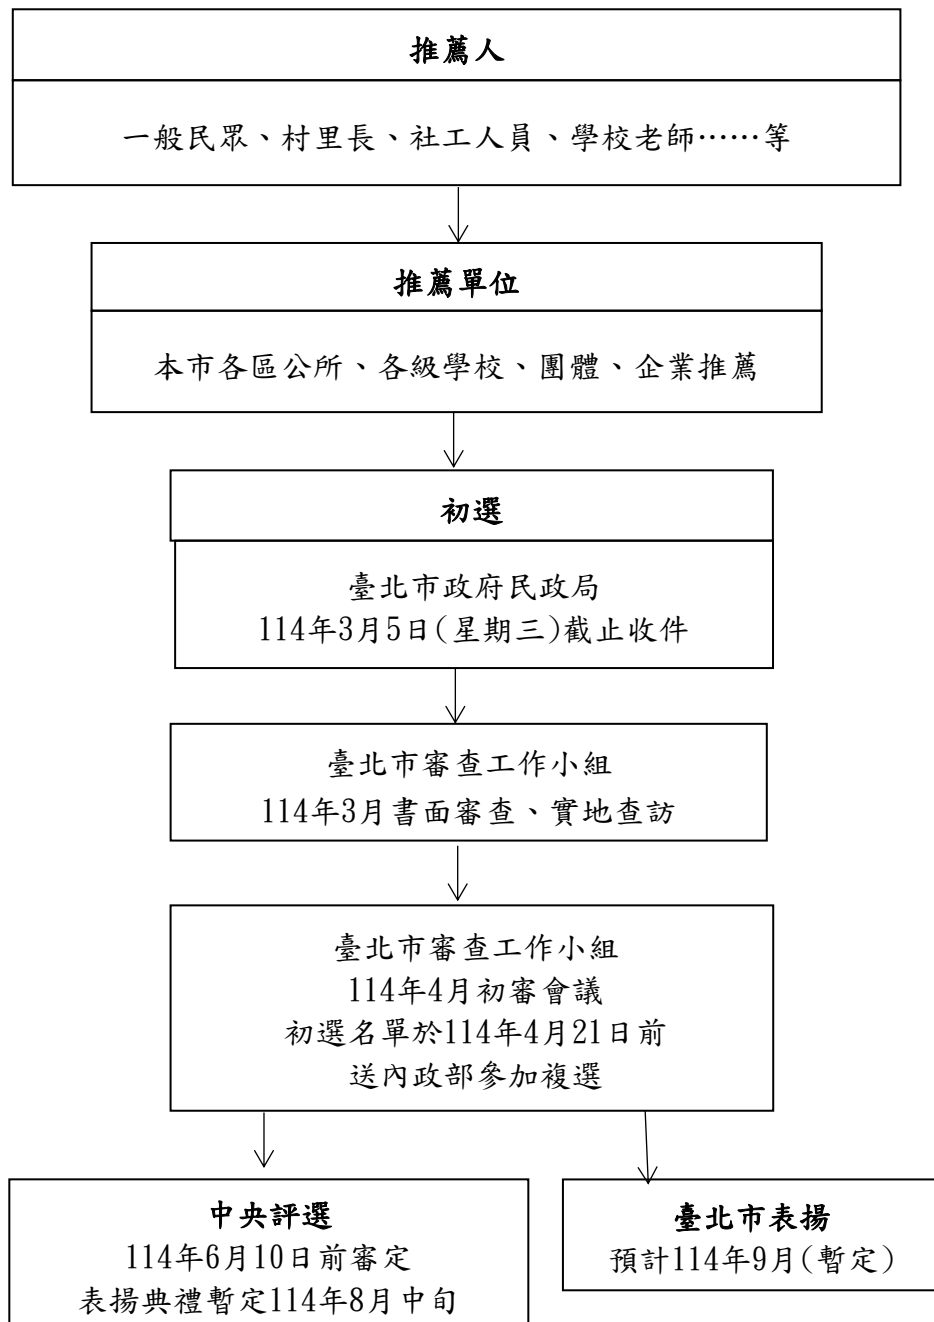 推薦人
一般民眾、村里長、社工人員、學校老師……等
推薦單位
本市各區公所、各級學校、團體、企業推薦
初選
臺北市政府民政局
114年3月5日(星期三)截止收件
臺北市審查工作小組
114年3月書面審查、實地查訪
臺北市審查工作小組
114年4月初審會議
初選名單於114年4月21日前
送內政部參加複選
中央評選
114年6月10日前審定
表揚典禮暫定114年8月中旬
臺北市表揚
預計114年9月(暫定)